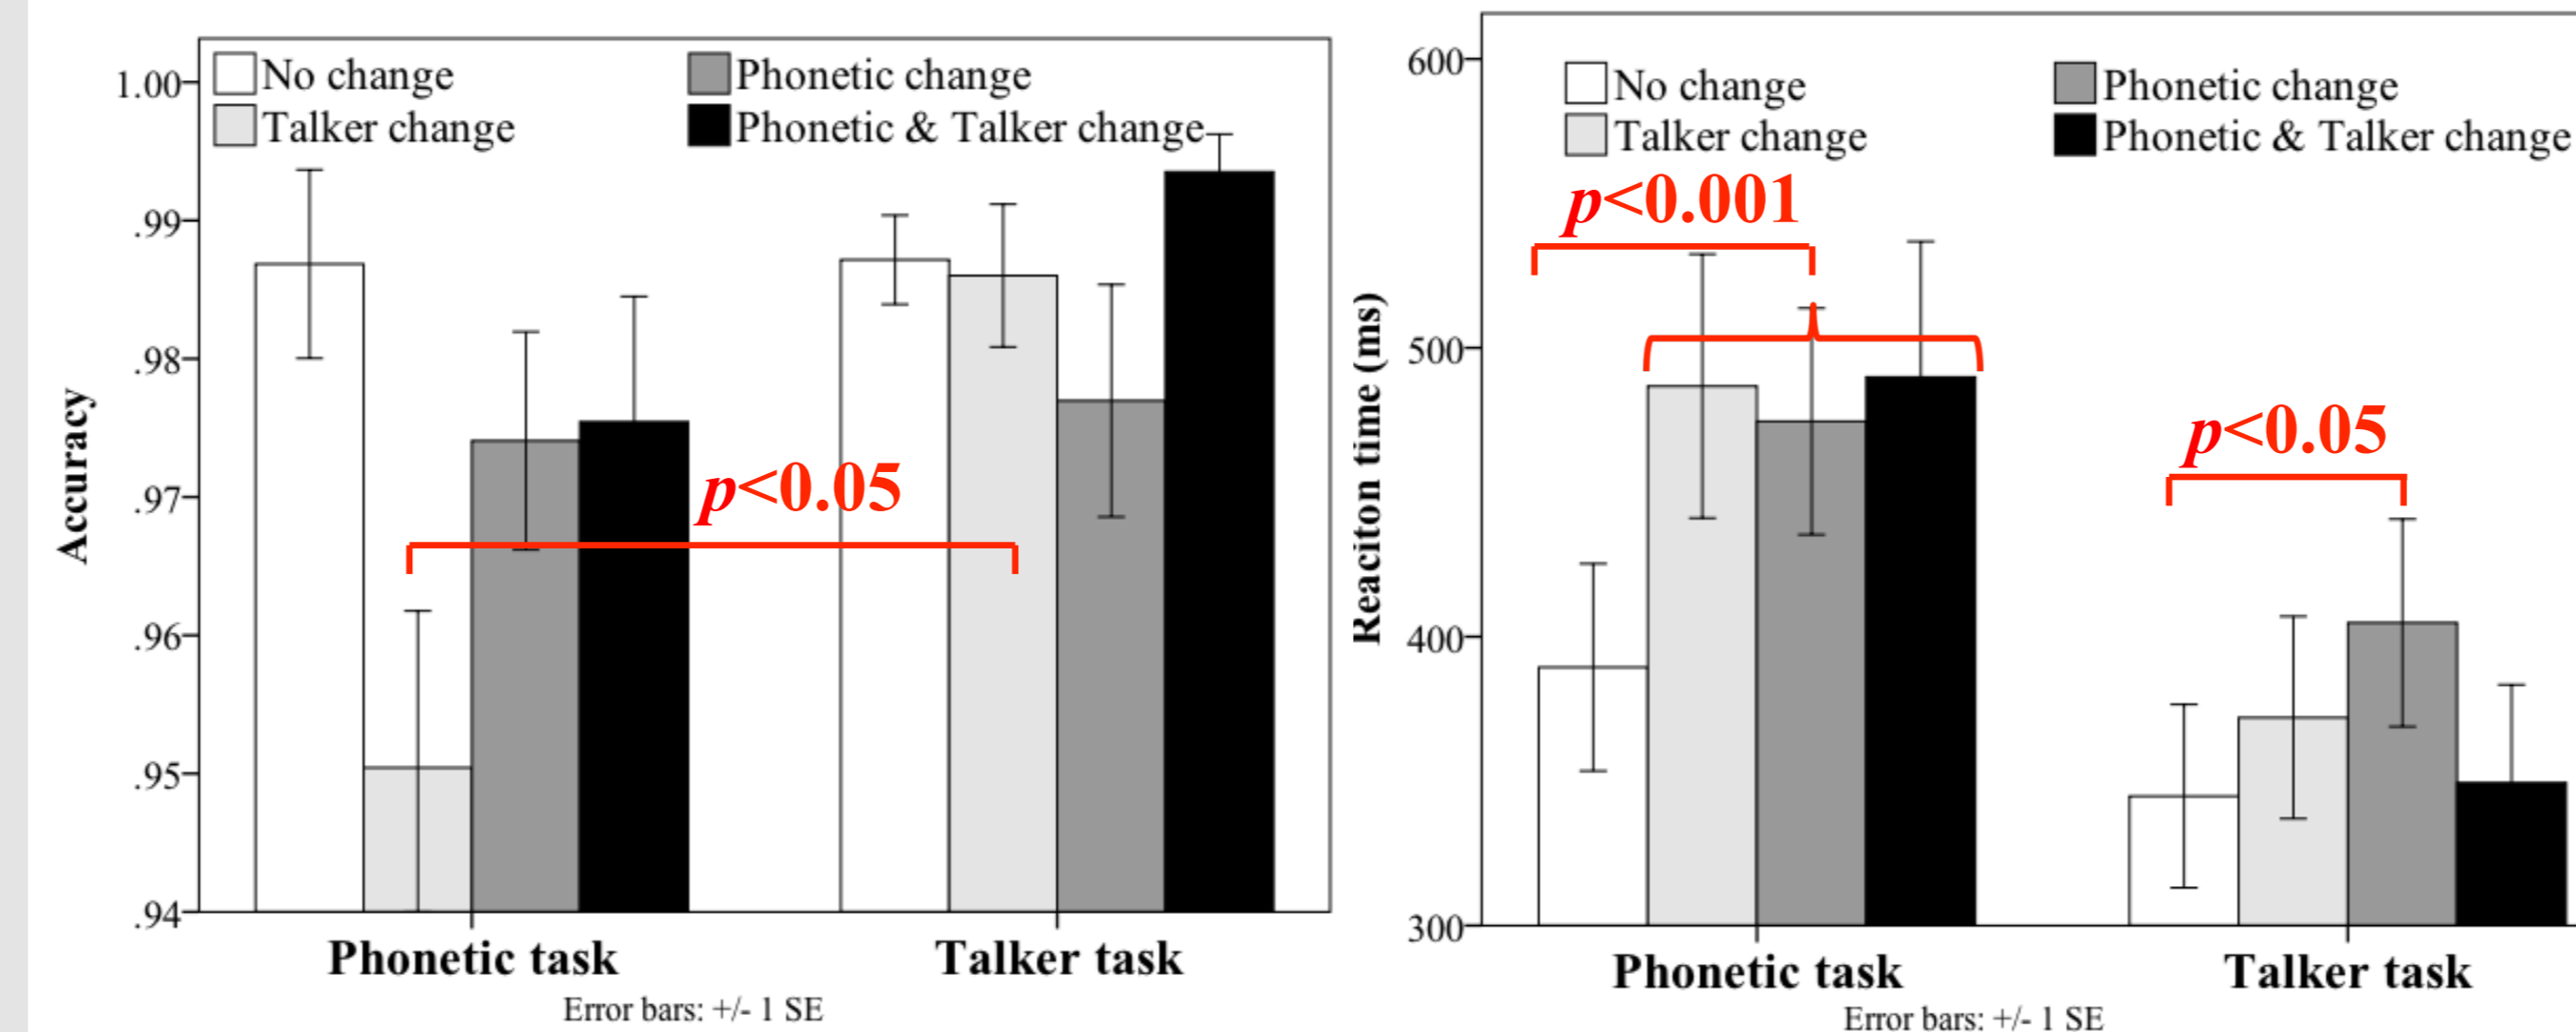 No change
Phonetic change
Talker change
Phonetic & Talker change
1.00
.99
.98
.97
.96
.95
.94
Accuracy
p<0.05
Phonetic task
Talker task
Error bars: +/- 1 SE
No change
Phonetic change
Talker change
Phonetic & Talker change
600
500
400
300
Reaciton time (ms)
p<0.001
p<0.05
Phonetic task
Talker task
Error bars: +/- 1 SE